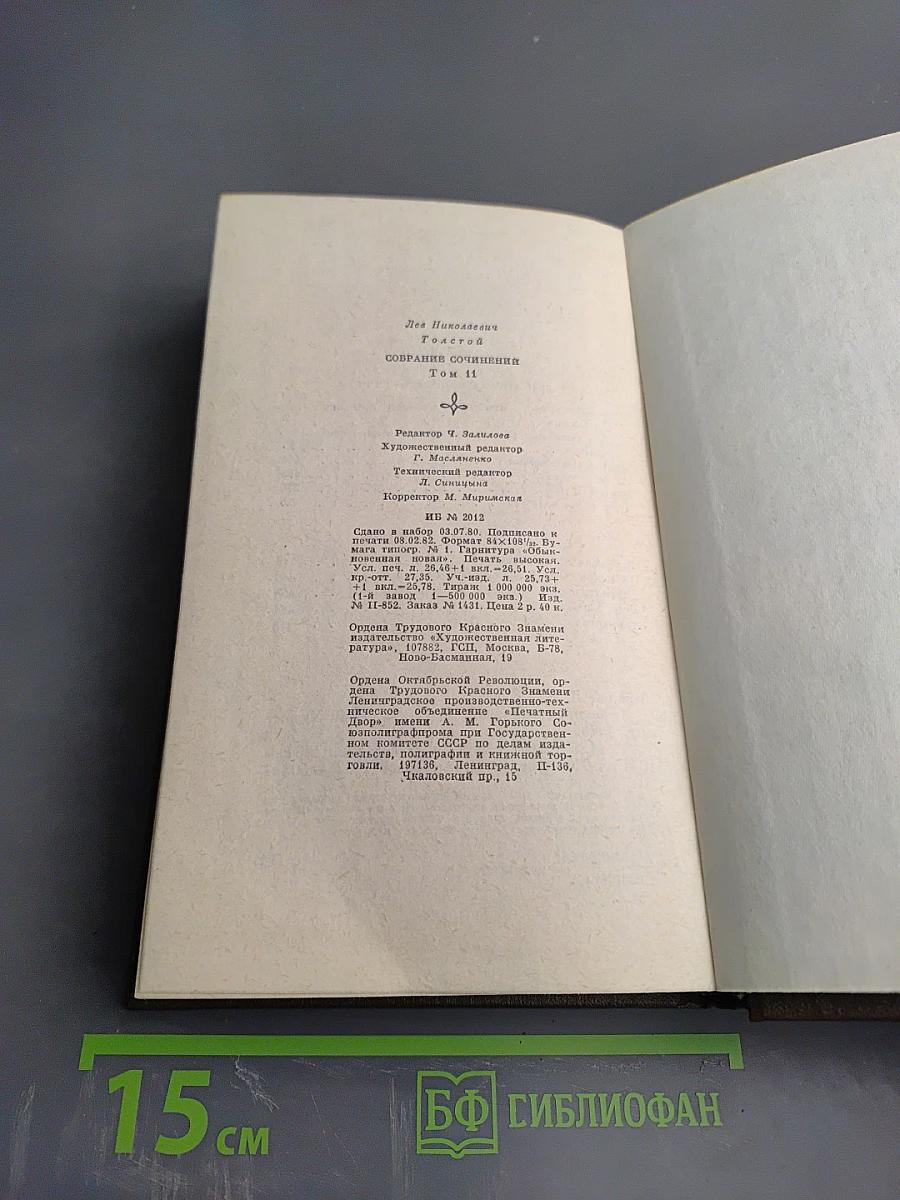 Лев Николаевич
Толстой
СОБРАНИЕ СОЧИНЕНИЙ
Том 11
Редактор Ч. Залилова
Художественный редактор
Г. Масляненко
Технический редактор
Л. Синицына
Корректор М. Миримская
ИБ № 2012
Сдано в набор 03.07.80. Подписано к
печати 08.02.82. Формат 84×108¹/₃₂. Бу-
мага типогр. № 1. Гарнитура «Обык-
новенная новая». Печать высокая.
Усл. печ. л. 26,46+1 вкл.=26,51. Усл.
кр.-отт. 27,35. Уч.-изд. л. 25,73+
+1 вкл.=25,78. Тираж 1 000 000 экз.
(1-й завод 1—500 000 экз.) Изд.
№ II-852. Заказ № 1431. Цена 2 р. 40 к.
Ордена Трудового Красного Знамени
издательство «Художественная лите-
ратура», 107882, ГСП, Москва, Б-78,
Ново-Басманная, 19
Ордена Октябрьской Революции, ор-
дена Трудового Красного Знамени
Ленинградское производственно-тех-
ническое объединение «Печатный
Двор» имени А. М. Горького Со-
юзполиграфпрома при Государствен-
ном комитете СССР по делам изда-
тельств, полиграфии и книжной тор-
говли. 197136, Ленинград, П-136,
Чкаловский пр., 15
15 см
БФ БИБЛИОФАН